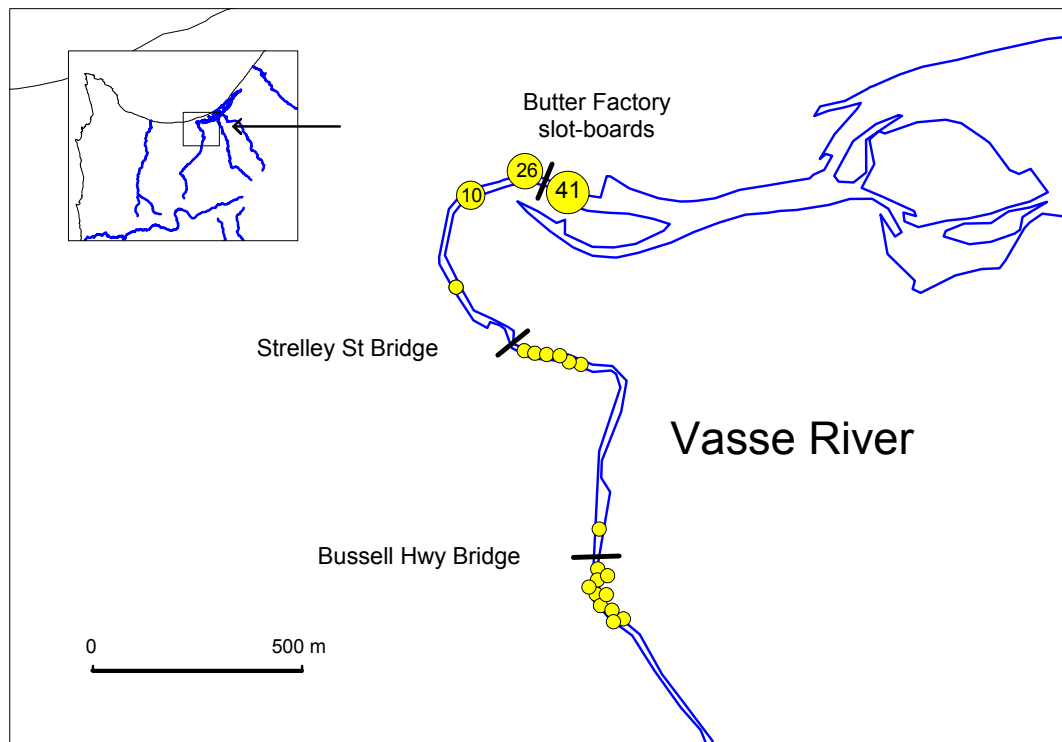 Butter Factory
slot-boards
26
10
41
Strelley St Bridge
Vasse River
Bussell Hwy Bridge
0 500 m